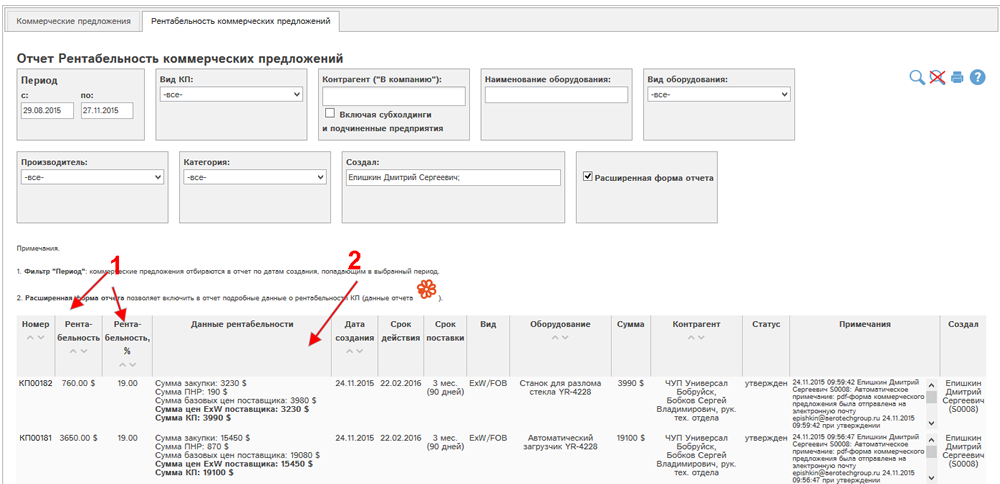 Коммерческие предложения
Рентабельность коммерческих предложений
Отчет Рентабельность коммерческих предложений
Период
с: по:
29.08.2015 27.11.2015
Вид КП:
-все-
Контрагент ("В компанию"):
Включая субхолдинги
и подчиненные предприятия
Наименование оборудования:
Вид оборудования:
-все-
Производитель:
-все-
Категория:
-все-
Создал:
Епишкин Дмитрий Сергеевич;
Расширенная форма отчета
Примечания.
1
2
1. Фильтр "Период": коммерческие предложения отбираются в отчет по датам создания, попадающим в выбранный период.
2. Расширенная форма отчета позволяет включить в отчет подробные данные о рентабельности КП (данные отчета ).
Номер
Рента-
бельность
Рента-
бельность,
%
Данные рентабельности
Дата
создания
Срок
действия
Срок
поставки
Вид
Оборудование
Сумма
Контрагент
Статус
Примечания
Создал
КП00182
760.00 $
19.00
Сумма закупки: 3230 $
Сумма ПНР: 190 $
Сумма базовых цен поставщика: 3980 $
Сумма цен ExW поставщика: 3230 $
Сумма КП: 3990 $
24.11.2015
22.02.2016
3 мес.
(90 дней)
ExW/FOB
Станок для разлома
стекла YR-4228
3990 $
ЧУП Универсал
Бобруйск,
Бобков Сергей
Владимирович, рук.
тех. отдела
утвержден
24.11.2015 09:59:42 Епишкин Дмитрий
Сергеевич S0008: Автоматическое
примечание: pdf-форма коммерческого
предложения была отправлена на
электронную почту
epishkin@aerotechgroup.ru 24.11.2015
09:59:42 при утверждении
Епишкин
Дмитрий
Сергеевич
(S0008)
КП00181
3650.00 $
19.00
Сумма закупки: 15450 $
Сумма ПНР: 870 $
Сумма базовых цен поставщика: 19080 $
Сумма цен ExW поставщика: 15450 $
Сумма КП: 19100 $
24.11.2015
22.02.2016
3 мес.
(90 дней)
ExW/FOB
Автоматический
загрузчик YR-4228
19100 $
ЧУП Универсал
Бобруйск,
Бобков Сергей
Владимирович, рук.
тех. отдела
утвержден
24.11.2015 09:56:47 Епишкин Дмитрий
Сергеевич S0008: Автоматическое
примечание: pdf-форма коммерческого
предложения была отправлена на
электронную почту
epishkin@aerotechgroup.ru 24.11.2015
09:56:47 при утверждении
Епишкин
Дмитрий
Сергеевич
(S0008)